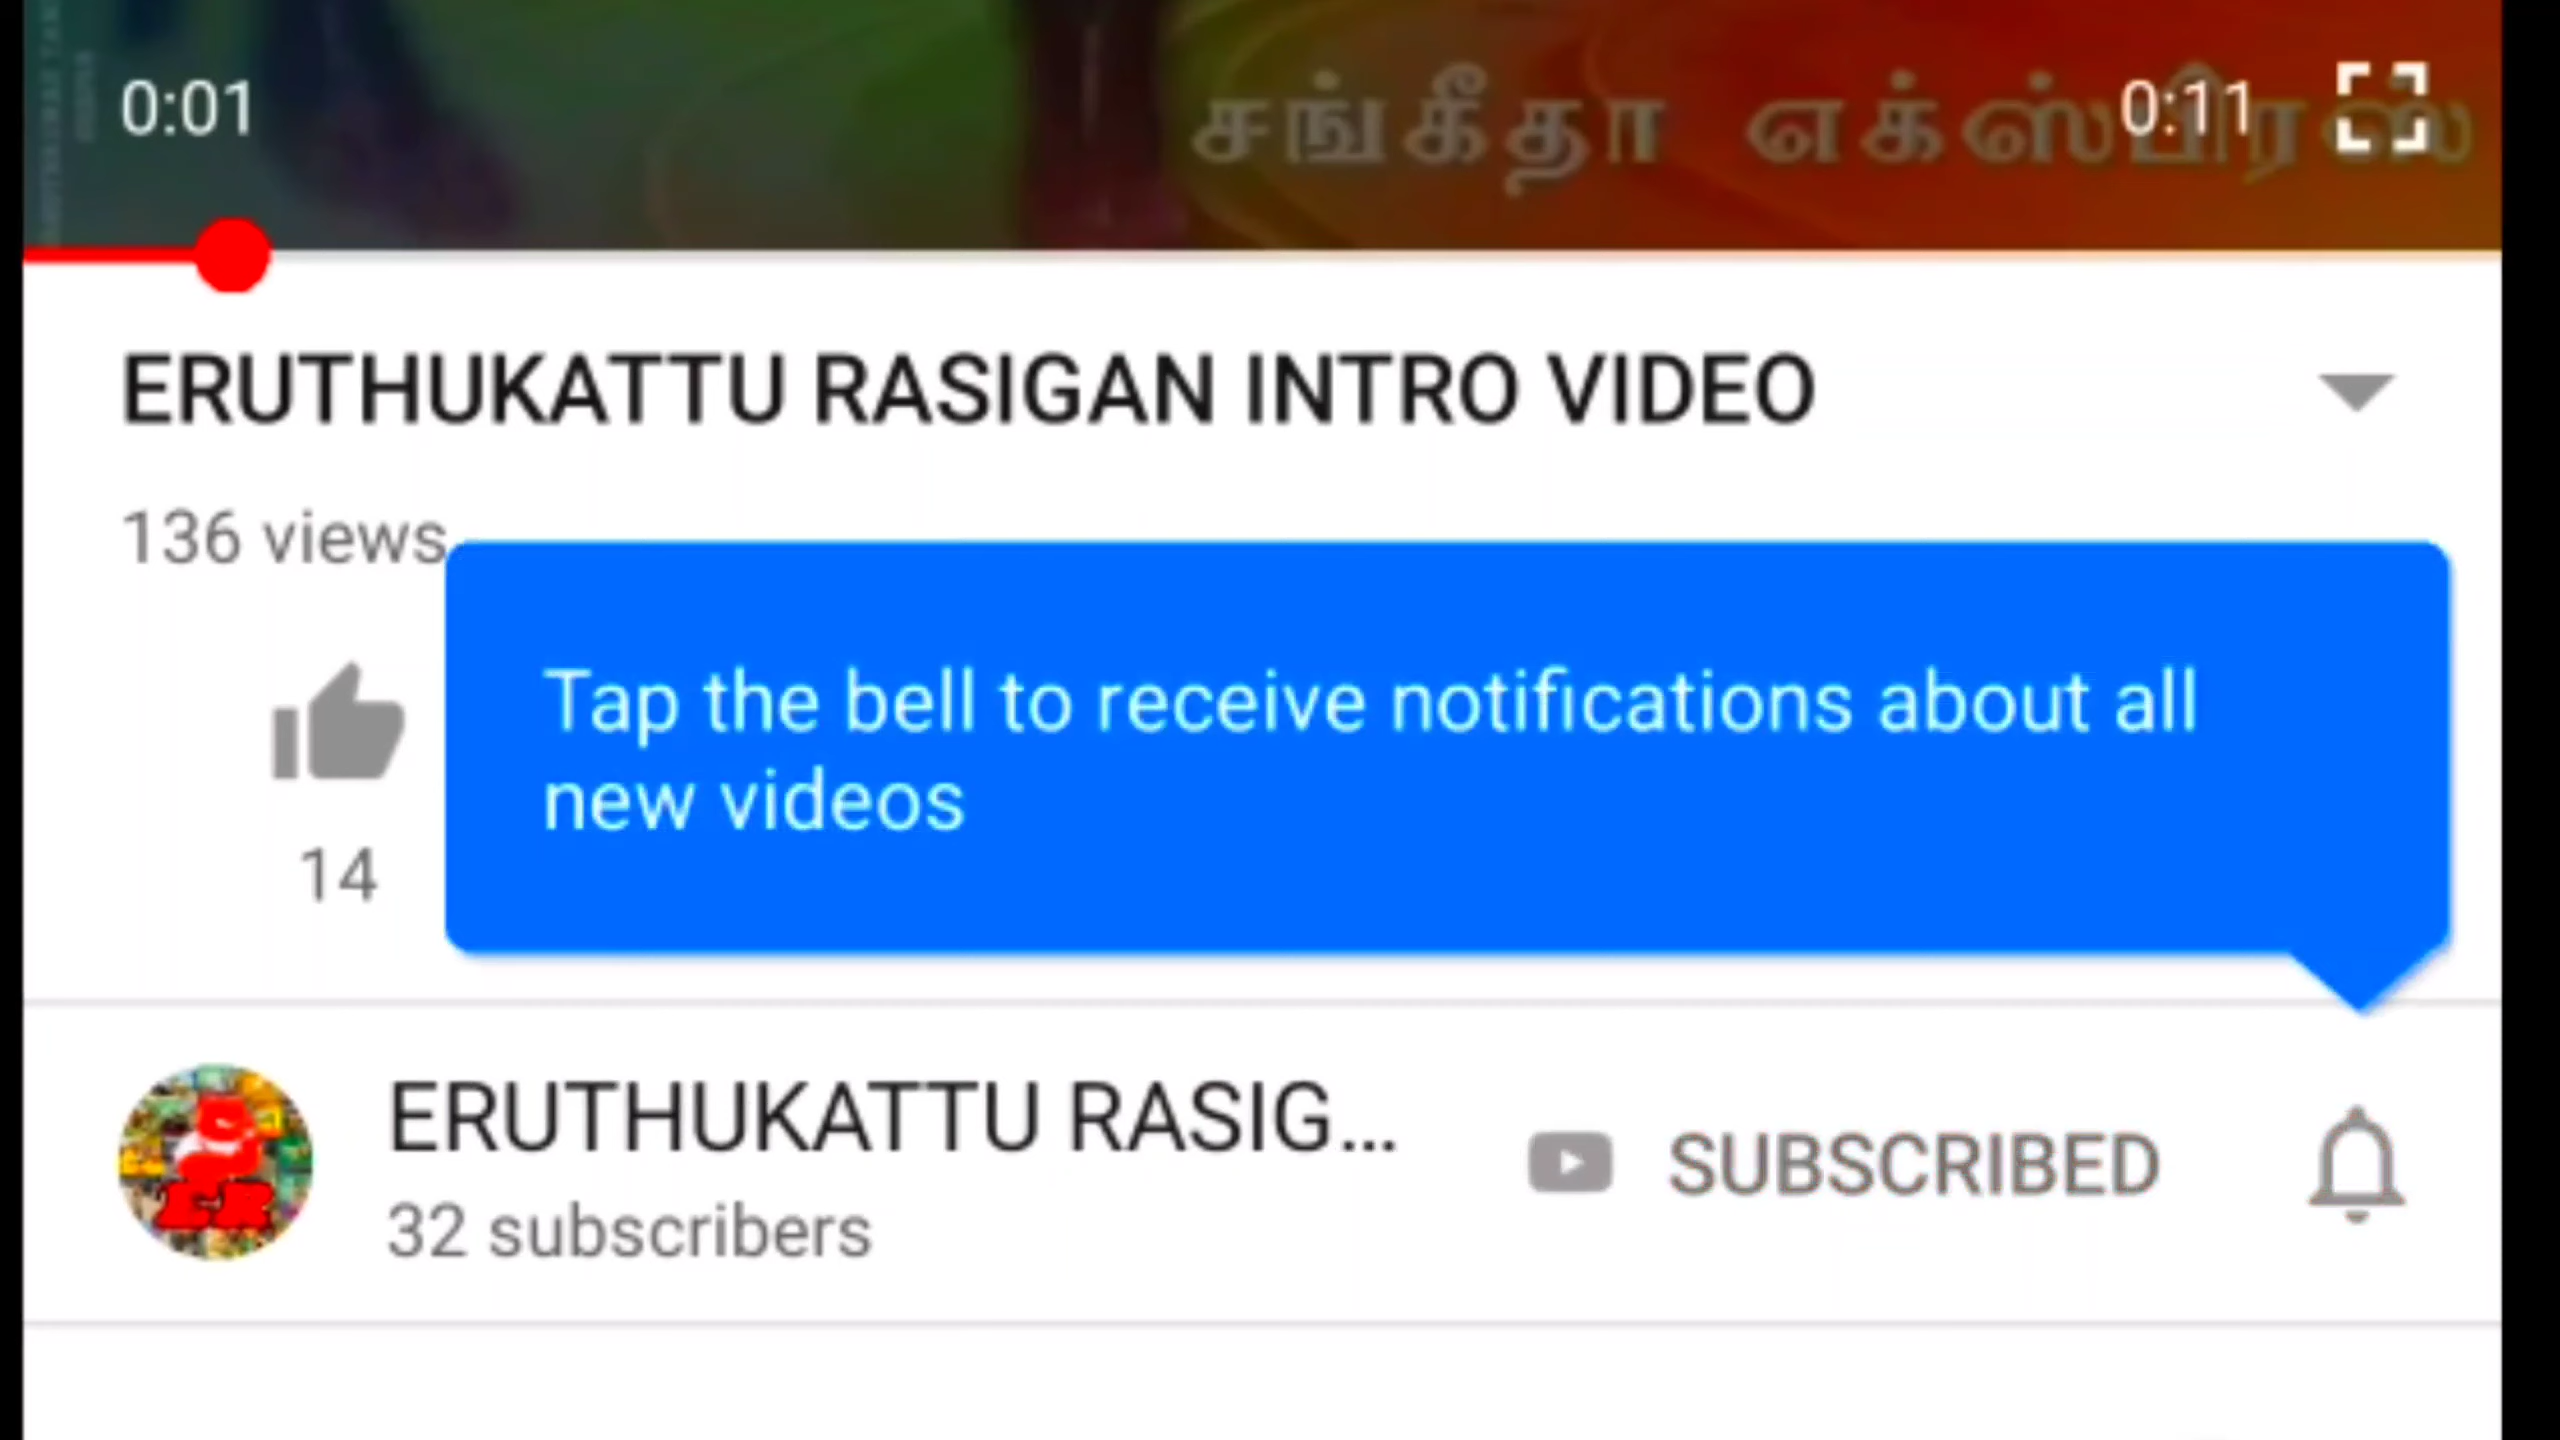 0:01
சங்கீதா எக்ஸ்பிரஸ்
0:11
ERUTHUKATTU RASIGAN INTRO VIDEO
136 views
Tap the bell to receive notifications about all
new videos
14
ERUTHUKATTU RASIG...
32 subscribers
SUBSCRIBED
ER